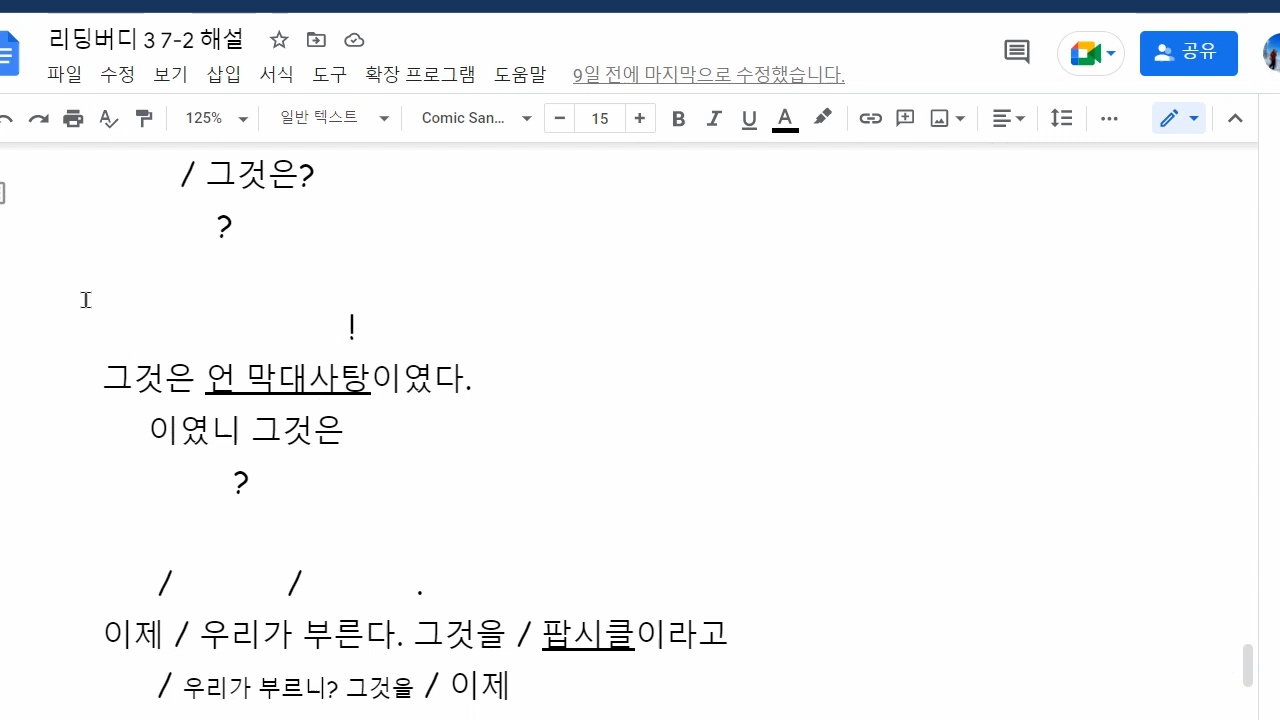 리딩버디 3 7-2 해설
파일 수정 보기 삽입 서식 도구 확장 프로그램 도움말 9일 전에 마지막으로 수정했습니다.
공유
125% 일반 텍스트 Comic San... − 15 + B I U A
/ 그것은?
?
!
그것은 언 막대사탕이였다.
이였니 그것은
?
/ / .
이제 / 우리가 부른다. 그것을 / 팝시클이라고
/ 우리가 부르니? 그것을 / 이제